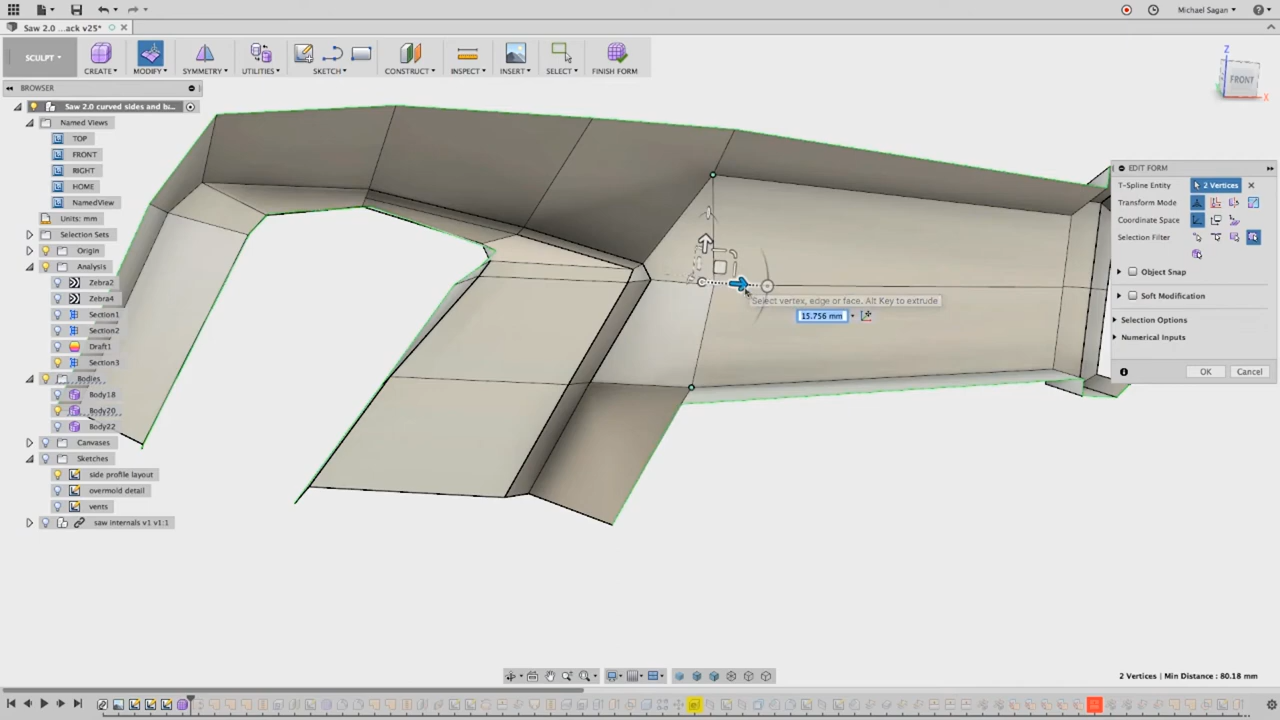 Michael Sagan
Saw 2.0 ...ack v25*
SCULPT
CREATE
MODIFY
SYMMETRY
UTILITIES
SKETCH
CONSTRUCT
INSPECT
INSERT
SELECT
FINISH FORM
BROWSER
Saw 2.0 curved sides and bu...
Named Views
TOP
FRONT
RIGHT
HOME
NamedView
Units: mm
Selection Sets
Origin
Analysis
Zebra2
Zebra4
Section1
Section2
Draft1
Section3
Bodies
Body18
Body20
Body22
Canvases
Sketches
side profile layout
overmold detail
vents
saw internals v1 v1:1
Z
FRONT
X
EDIT FORM
T-Spline Entity
2 Vertices
Transform Mode
Coordinate Space
Selection Filter
Object Snap
Soft Modification
Selection Options
Numerical Inputs
OK
Cancel
Select vertex, edge or face. Alt Key to extrude
15.756 mm
2 Vertices | Min Distance : 80.18 mm